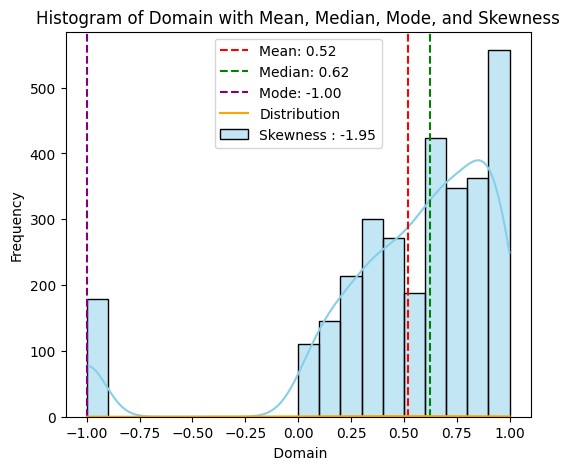 Histogram of Domain with Mean, Median, Mode, and Skewness
Mean: 0.52
Median: 0.62
Mode: -1.00
Distribution
Skewness : -1.95
Frequency
500
400
300
200
100
0
−1.00 −0.75 −0.50 −0.25 0.00 0.25 0.50 0.75 1.00
Domain